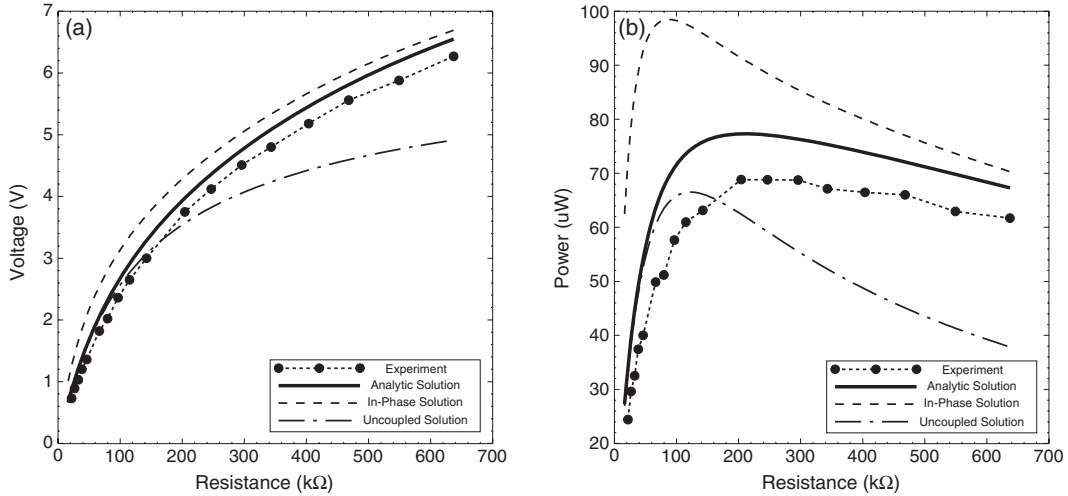 (a)
7
6
5
4
3
2
1
0
Voltage (V)
0 100 200 300 400 500 600 700
Resistance (kΩ)
Experiment
Analytic Solution
In-Phase Solution
Uncoupled Solution
(b)
100
90
80
70
60
50
40
30
20
Power (uW)
0 100 200 300 400 500 600 700
Resistance (kΩ)
Experiment
Analytic Solution
In-Phase Solution
Uncoupled Solution